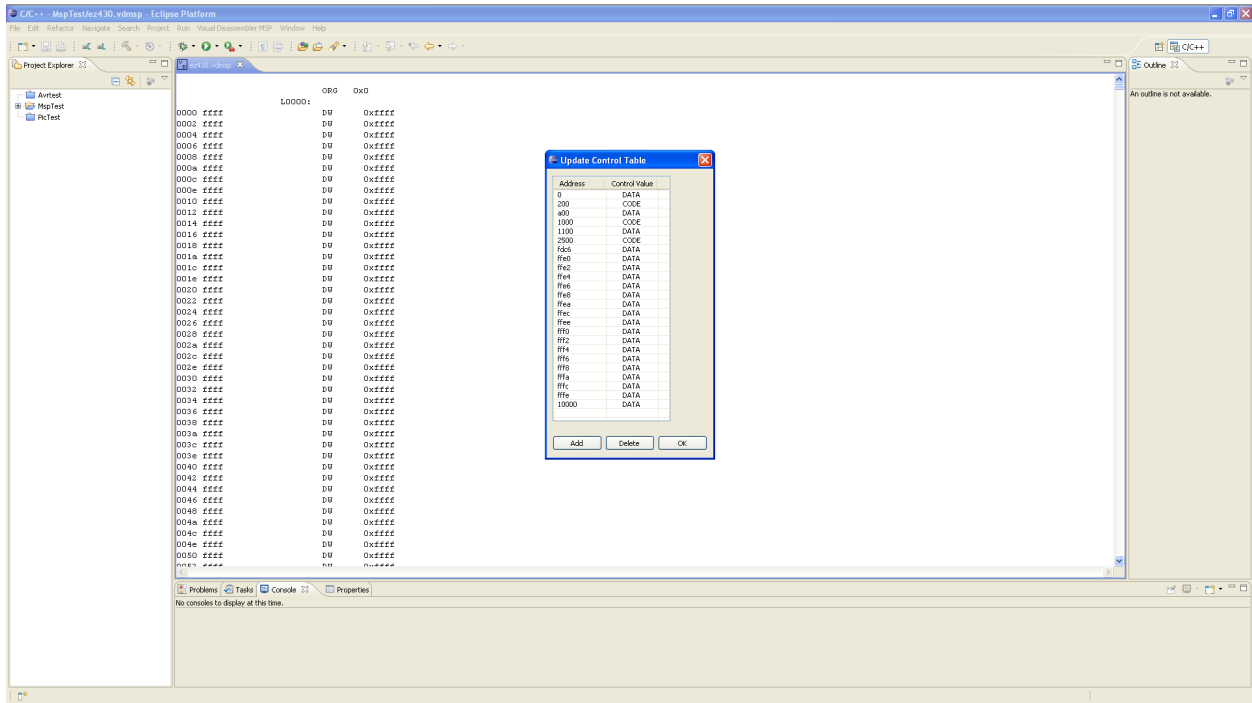 C/C++ - MspTest/ez430.vdmsp - Eclipse Platform
File Edit Refactor Navigate Search Project Run Visual Disassembler MSP Window Help
C/C++
Project Explorer
Avrtest
MspTest
PicTest
ez430.vdmsp
ORG 0x0
L0000:
0000 ffff DW 0xffff
0002 ffff DW 0xffff
0004 ffff DW 0xffff
0006 ffff DW 0xffff
0008 ffff DW 0xffff
000a ffff DW 0xffff
000c ffff DW 0xffff
000e ffff DW 0xffff
0010 ffff DW 0xffff
0012 ffff DW 0xffff
0014 ffff DW 0xffff
0016 ffff DW 0xffff
0018 ffff DW 0xffff
001a ffff DW 0xffff
001c ffff DW 0xffff
001e ffff DW 0xffff
0020 ffff DW 0xffff
0022 ffff DW 0xffff
0024 ffff DW 0xffff
0026 ffff DW 0xffff
0028 ffff DW 0xffff
002a ffff DW 0xffff
002c ffff DW 0xffff
002e ffff DW 0xffff
0030 ffff DW 0xffff
0032 ffff DW 0xffff
0034 ffff DW 0xffff
0036 ffff DW 0xffff
0038 ffff DW 0xffff
003a ffff DW 0xffff
003c ffff DW 0xffff
003e ffff DW 0xffff
0040 ffff DW 0xffff
0042 ffff DW 0xffff
0044 ffff DW 0xffff
0046 ffff DW 0xffff
0048 ffff DW 0xffff
004a ffff DW 0xffff
004c ffff DW 0xffff
004e ffff DW 0xffff
0050 ffff DW 0xffff
0052 ffff DW 0xffff
Update Control Table
Address Control Value
0 DATA
200 CODE
a00 DATA
1000 CODE
1100 DATA
2500 CODE
fdc6 DATA
ffe0 DATA
ffe2 DATA
ffe4 DATA
ffe6 DATA
ffe8 DATA
ffea DATA
ffec DATA
ffee DATA
fff0 DATA
fff2 DATA
fff4 DATA
fff6 DATA
fff8 DATA
fffa DATA
fffc DATA
fffe DATA
10000 DATA
Add Delete OK
Outline
An outline is not available.
Problems Tasks Console Properties
No consoles to display at this time.